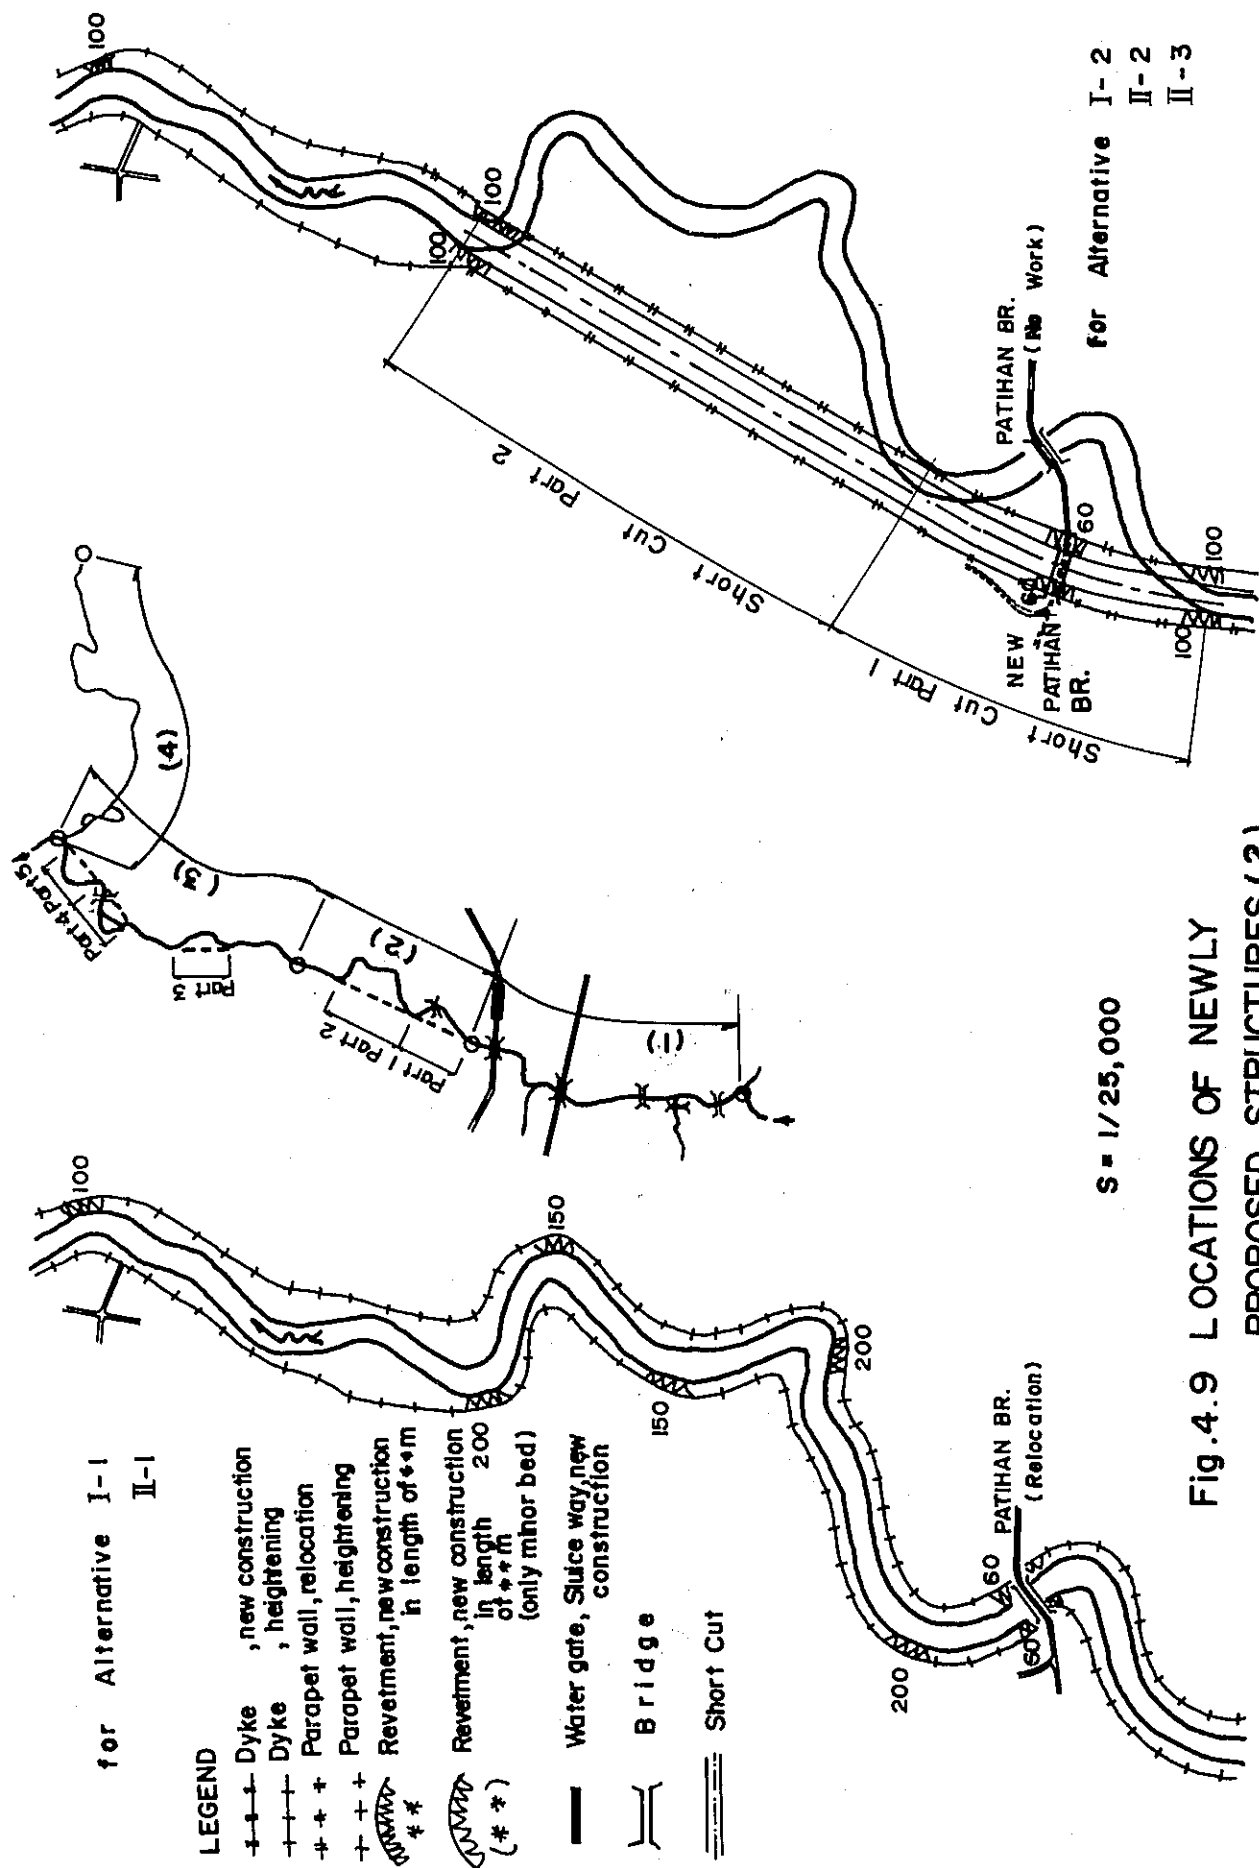 for Alternative I-1
II-1
LEGEND
Dyke , new construction
Dyke , heightening
Parapet wall, relocation
Parapet wall, heightening
Revetment, new construction
** in length of **m
Revetment, new construction
(**) in length 200
of **m
(only minor bed)
Water gate, Sluice way, new
construction
Bridge
Short Cut
100
150
200
150
200
200
60
60
PATIHAN BR.
(Relocation)
Part 1 Part 2
Part 3
Part 4 Part 5
(1)
(2)
(3)
(4)
S = 1/25,000
100
100
100
Short Cut Part 2
Short Cut Part 1
PATIHAN BR.
(No Work)
NEW
PATIHAN
BR.
60
60
100
100
for Alternative I-2
II-2
II-3
Fig.4.9 LOCATIONS OF NEWLY
PROPOSED STRUCTURES (2)